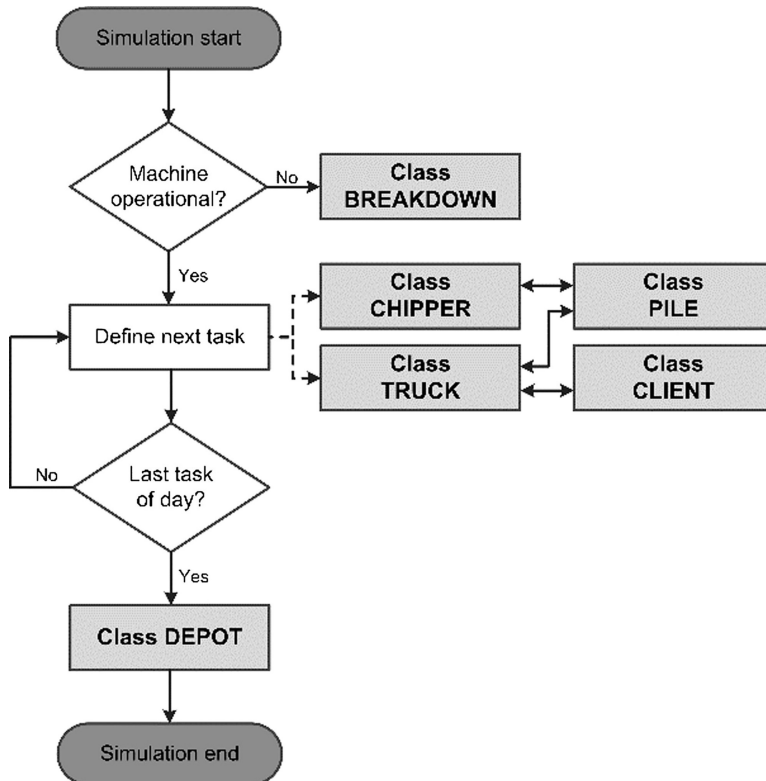 Simulation start
Machine
operational?
No
Class
BREAKDOWN
Yes
Class
CHIPPER
Class
PILE
Define next task
Class
TRUCK
Class
CLIENT
No
Last task
of day?
Yes
Class DEPOT
Simulation end